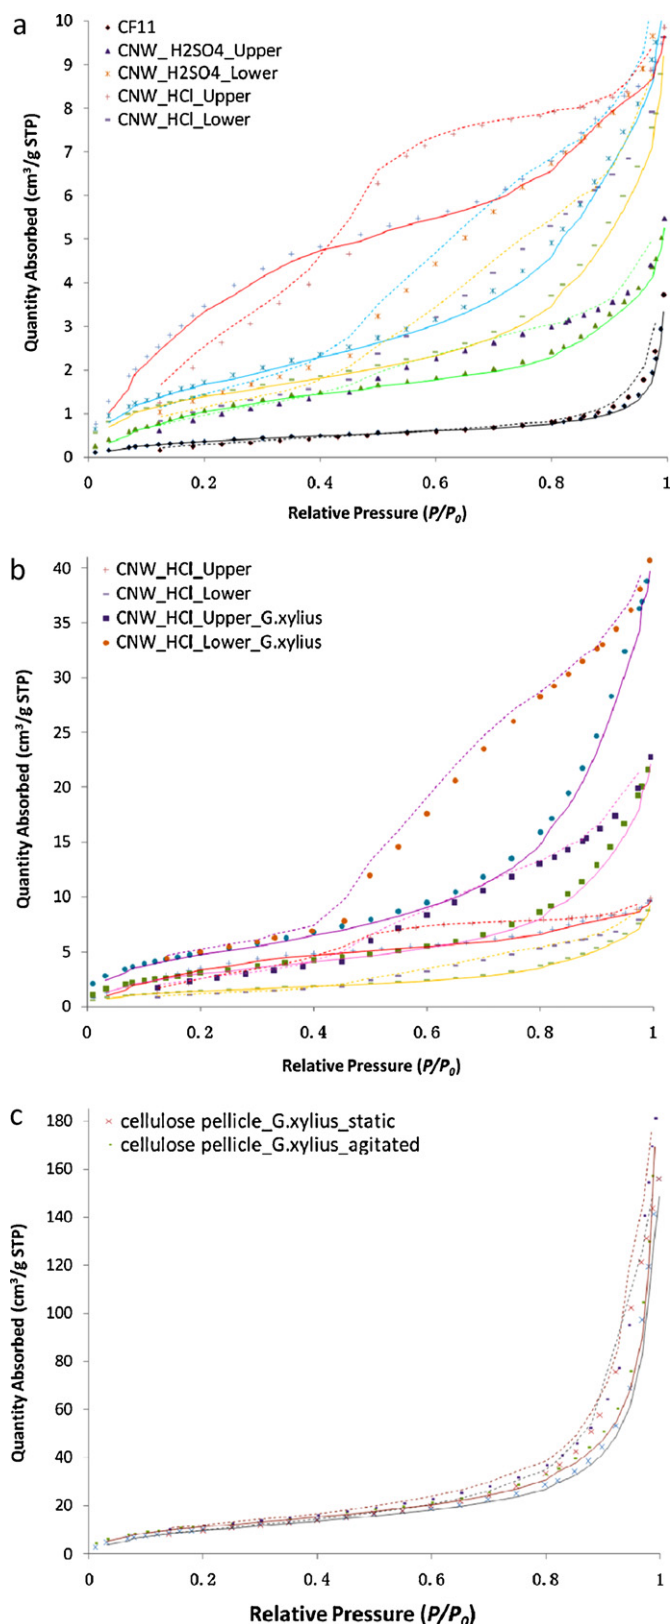 a
CF11
CNW_ H2SO4_Upper
CNW_H2SO4_Lower
CNW_HCl_Upper
CNW_HCl_Lower
Quantity Absorbed (cm³/g STP)
10
9
8
7
6
5
4
3
2
1
0
0 0.2 0.4 0.6 0.8 1
Relative Pressure (P/P₀)
b
CNW_HCl_Upper
CNW_HCl_Lower
CNW_HCl_Upper_G.xylius
CNW_HCl_Lower_G.xylius
Quantity Absorbed (cm³/g STP)
40
35
30
25
20
15
10
5
0
0 0.2 0.4 0.6 0.8 1
Relative Pressure (P/P₀)
c
cellulose pellicle_G.xylius_static
cellulose pellicle_G.xylius_agitated
Quantity Absorbed (cm³/g STP)
180
160
140
120
100
80
60
40
20
0
0 0.2 0.4 0.6 0.8 1
Relative Pressure (P/P₀)